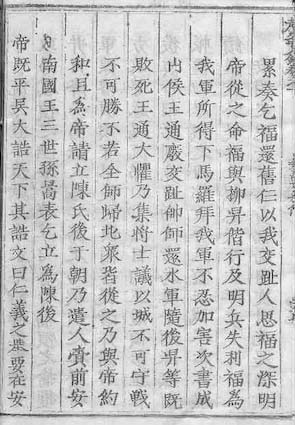 累奏乞福還舊仁以我交趾人思福之深明
帝從之命福與柳昇偕行及明兵失利福為
我軍所得下馬羅拜我軍不忍加害次書成
山侯王通廢交趾帥師還水軍隨後昇等既
敗死王通大懼乃集將士議以城不可守戰
不可勝不若全師歸北衆皆從之乃與帝約
和且為帝請立陳氏後于朝乃遣人賫前安
南國王三世孫暠表乞立為陳後
帝既平吳大誥天下其誥文曰仁義之舉要在安